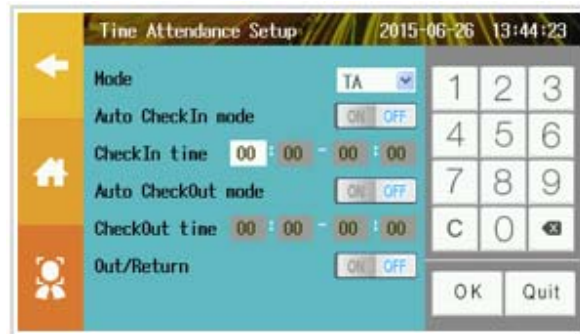 Time Attendance Setup 2015-06-26 13:44:23
Mode TA
Auto CheckIn mode ON OFF
CheckIn time 00 : 00 - 00 : 00
Auto CheckOut mode ON OFF
CheckOut time 00 : 00 - 00 : 00
Out/Return ON OFF
1 2 3
4 5 6
7 8 9
C 0
OK Quit